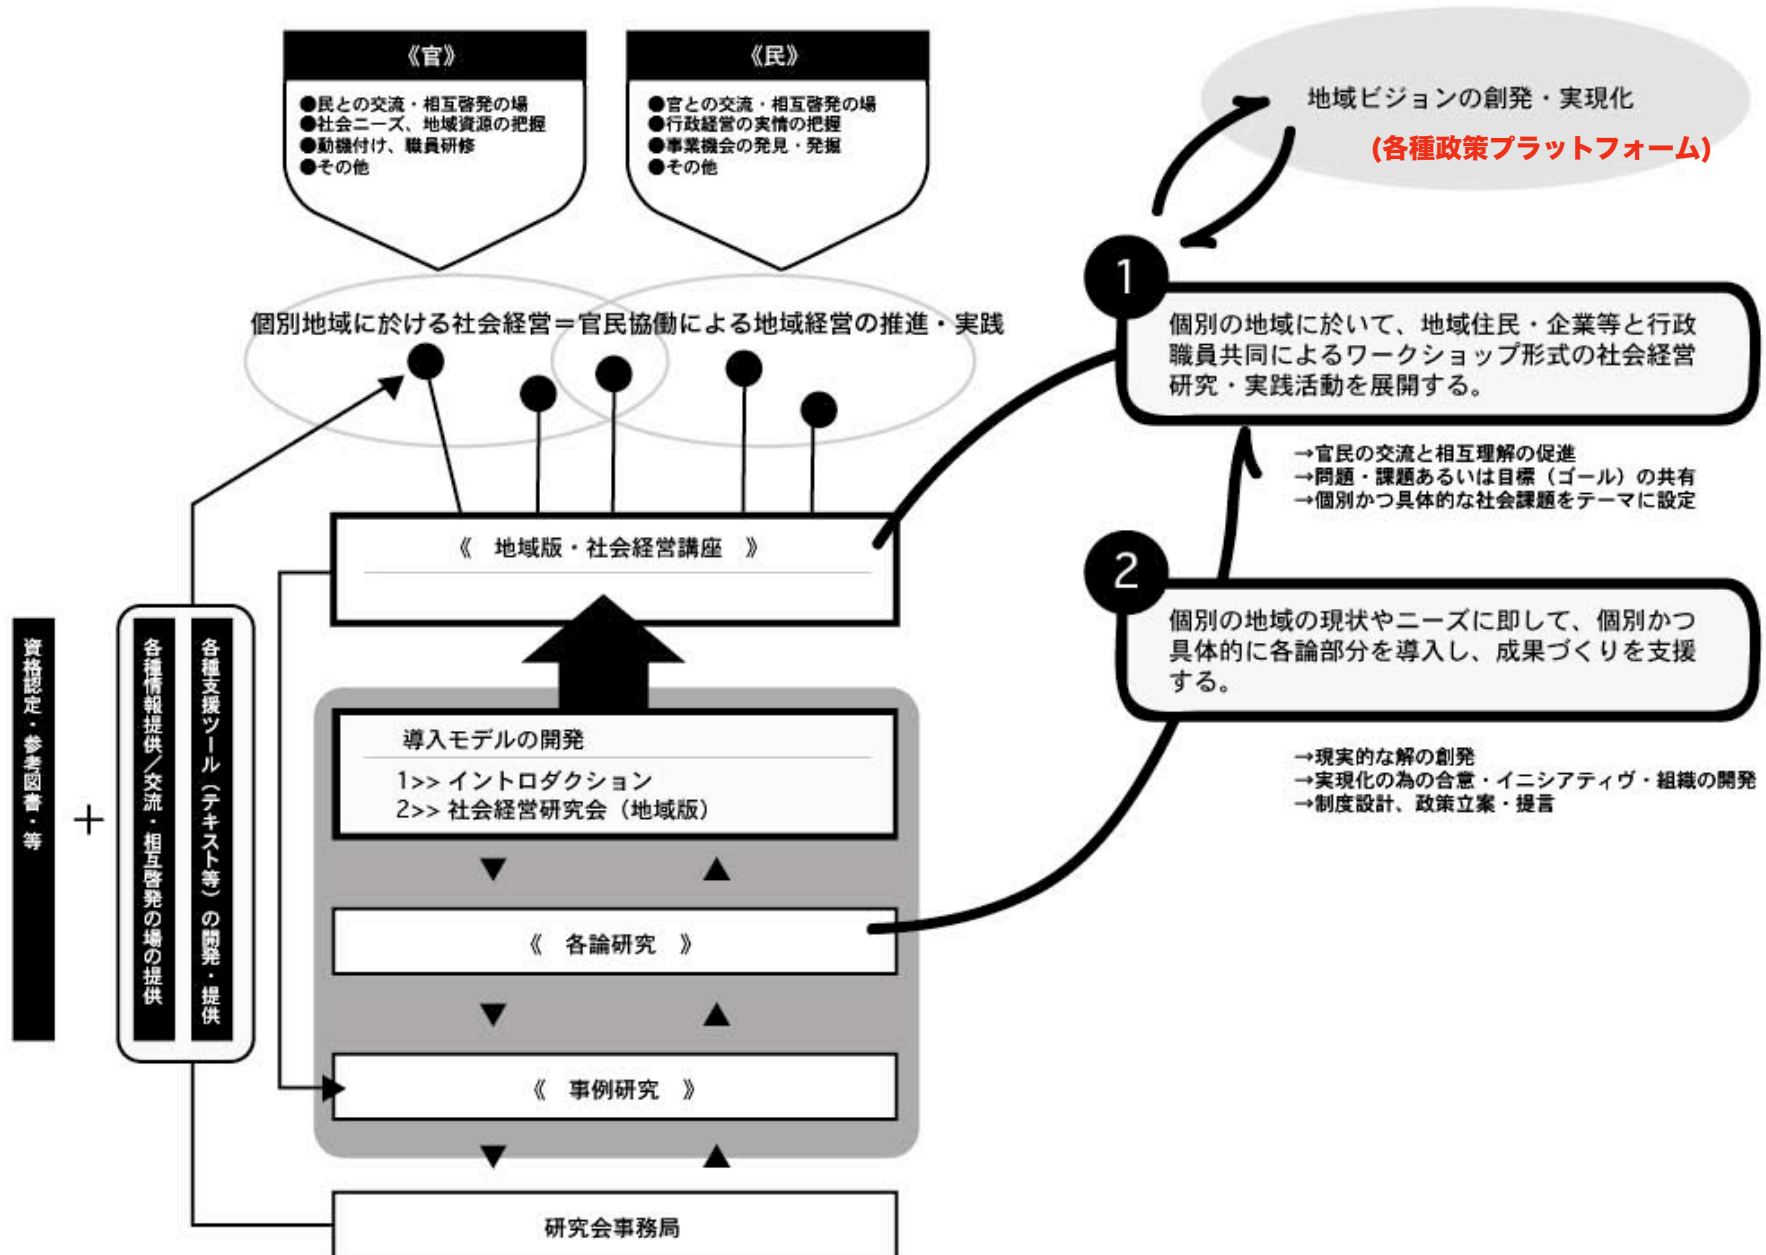 《官》
●民との交流・相互啓発の場
●社会ニーズ、地域資源の把握
●動機付け、職員研修
●その他
《民》
●官との交流・相互啓発の場
●行政経営の実情の把握
●事業機会の発見・発掘
●その他
地域ビジョンの創発・実現化
(各種政策プラットフォーム)
個別地域に於ける社会経営＝官民協働による地域経営の推進・実践
1
個別の地域に於いて、地域住民・企業等と行政
職員共同によるワークショップ形式の社会経営
研究・実践活動を展開する。
→官民の交流と相互理解の促進
→問題・課題あるいは目標（ゴール）の共有
→個別かつ具体的な社会課題をテーマに設定
《　地域版・社会経営講座　》
2
個別の地域の現状やニーズに即して、個別かつ
具体的に各論部分を導入し、成果づくりを支援
する。
→現実的な解の創発
→実現化の為の合意・イニシアティヴ・組織の開発
→制度設計、政策立案・提言
資格認定・参考図書・等
+
各種情報提供／交流・相互啓発の場の提供
各種支援ツール（テキスト等）の開発・提供
導入モデルの開発
1>> イントロダクション
2>> 社会経営研究会（地域版）
《　各論研究　》
《　事例研究　》
研究会事務局